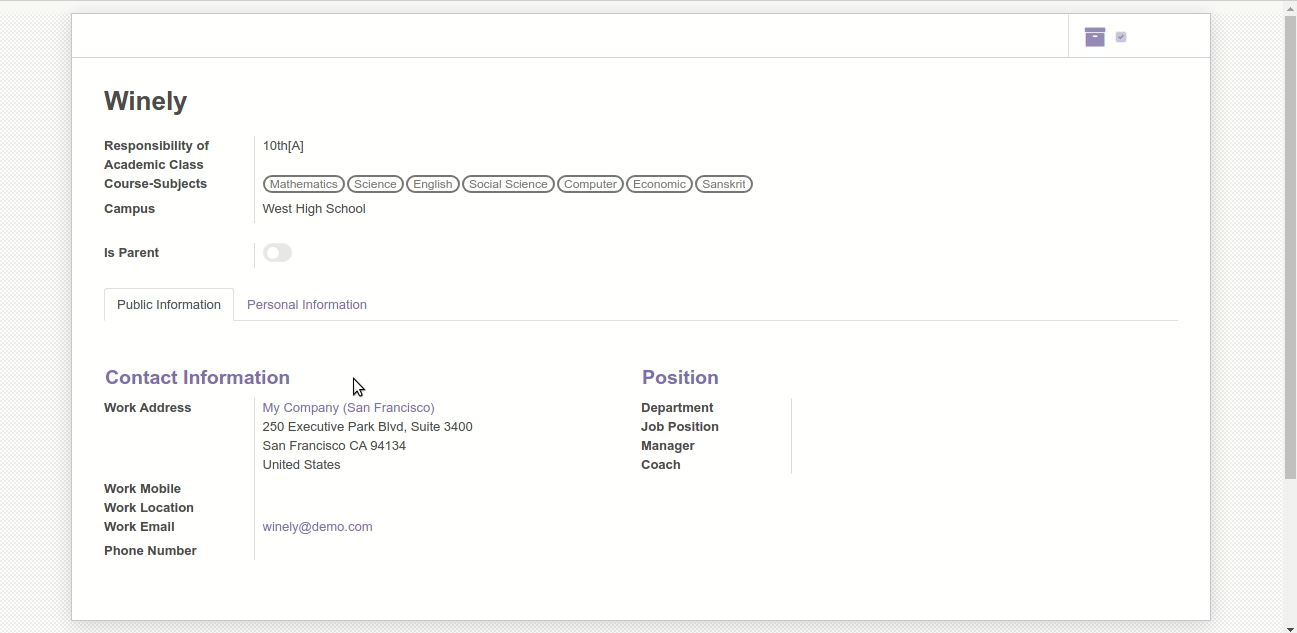 Winely
Responsibility of
Academic Class
10th[A]
Course-Subjects
Mathematics Science English Social Science Computer Economic Sanskrit
Campus
West High School
Is Parent
Public Information
Personal Information
Contact Information
Work Address
My Company (San Francisco)
250 Executive Park Blvd, Suite 3400
San Francisco CA 94134
United States
Work Mobile
Work Location
Work Email
winely@demo.com
Phone Number
Position
Department
Job Position
Manager
Coach